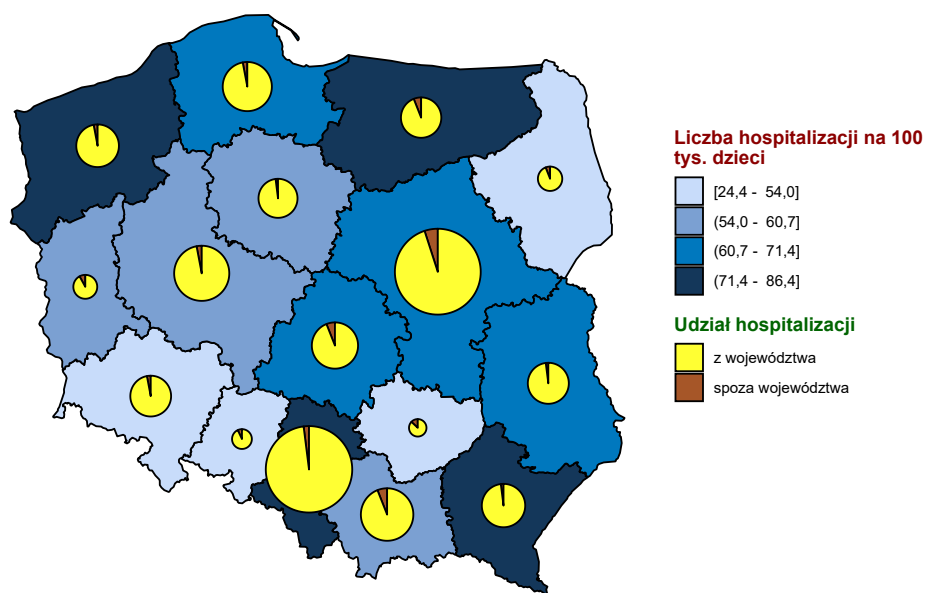 Liczba hospitalizacji na 100
tys. dzieci
[24,4 - 54,0]
(54,0 - 60,7]
(60,7 - 71,4]
(71,4 - 86,4]
Udział hospitalizacji
z województwa
spoza województwa